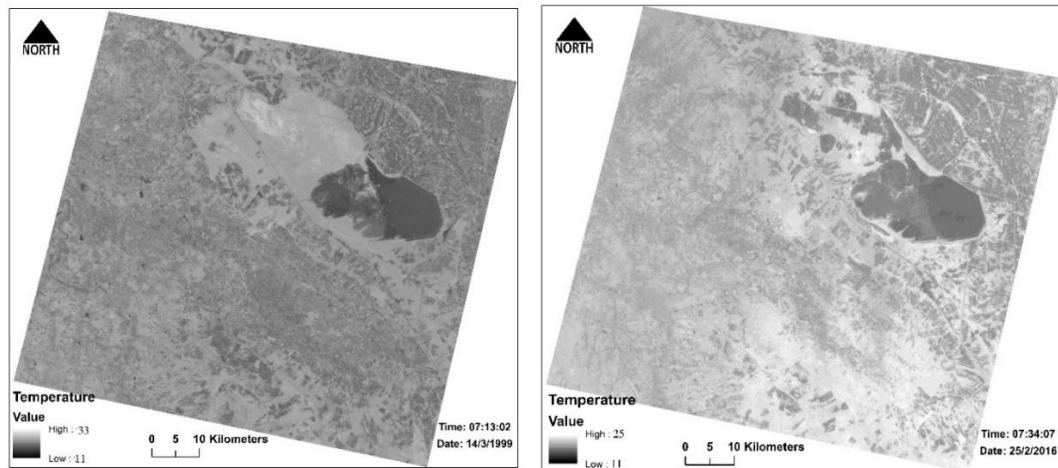 NORTH
Temperature
Value
High : 33
Low : 11
0 5 10 Kilometers
Time: 07:13:02
Date: 14/3/1999
NORTH
Temperature
Value
High : 25
Low : 11
0 5 10 Kilometers
Time: 07:34:07
Date: 25/2/2018